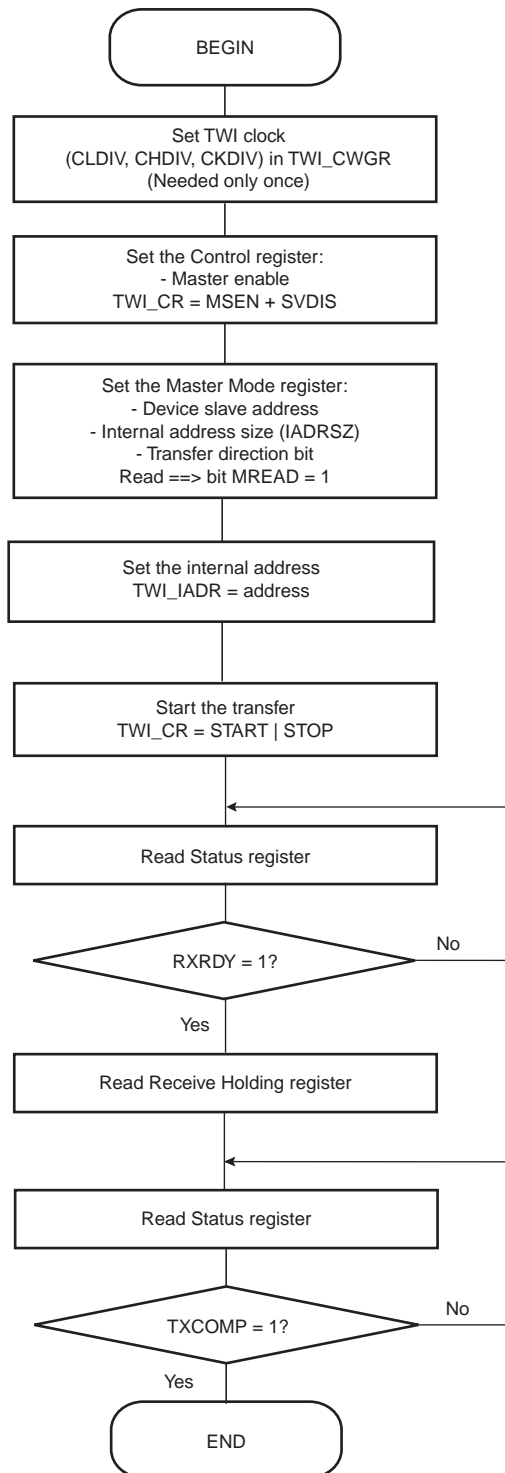 BEGIN
Set TWI clock
(CLDIV, CHDIV, CKDIV) in TWI_CWGR
(Needed only once)
Set the Control register:
- Master enable
TWI_CR = MSEN + SVDIS
Set the Master Mode register:
- Device slave address
- Internal address size (IADRSZ)
- Transfer direction bit
Read ==> bit MREAD = 1
Set the internal address
TWI_IADR = address
Start the transfer
TWI_CR = START | STOP
Read Status register
RXRDY = 1?
No
Yes
Read Receive Holding register
Read Status register
TXCOMP = 1?
No
Yes
END